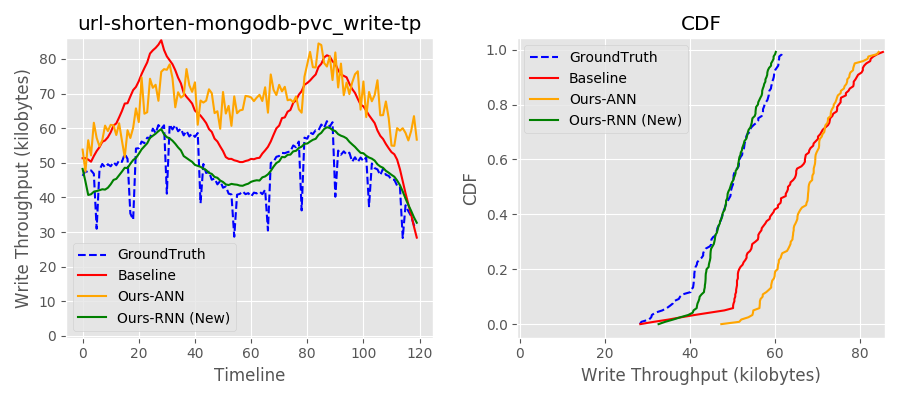 url-shorten-mongodb-pvc_write-tp
Write Throughput (kilobytes)
80
70
60
50
40
30
20
10
0
GroundTruth
Baseline
Ours-ANN
Ours-RNN (New)
0 20 40 60 80 100 120
Timeline
CDF
CDF
1.0
0.8
0.6
0.4
0.2
0.0
GroundTruth
Baseline
Ours-ANN
Ours-RNN (New)
0 20 40 60 80
Write Throughput (kilobytes)